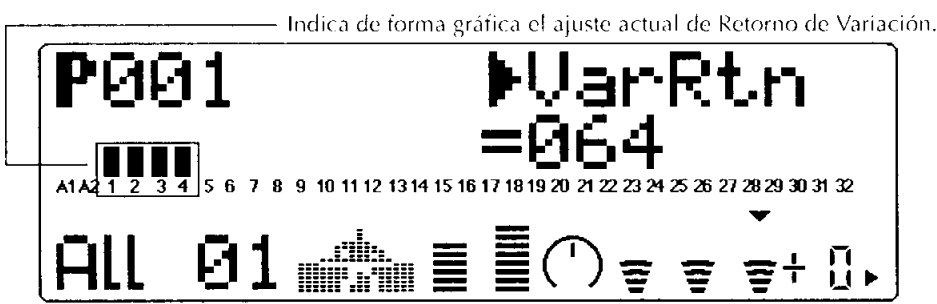 Indica de forma gráfica el ajuste actual de Retorno de Variación.
P001 VarRtn
=064
A1 A2 1 2 3 4 5 6 7 8 9 10 11 12 13 14 15 16 17 18 19 20 21 22 23 24 25 26 27 28 29 30 31 32
All 01 + 0